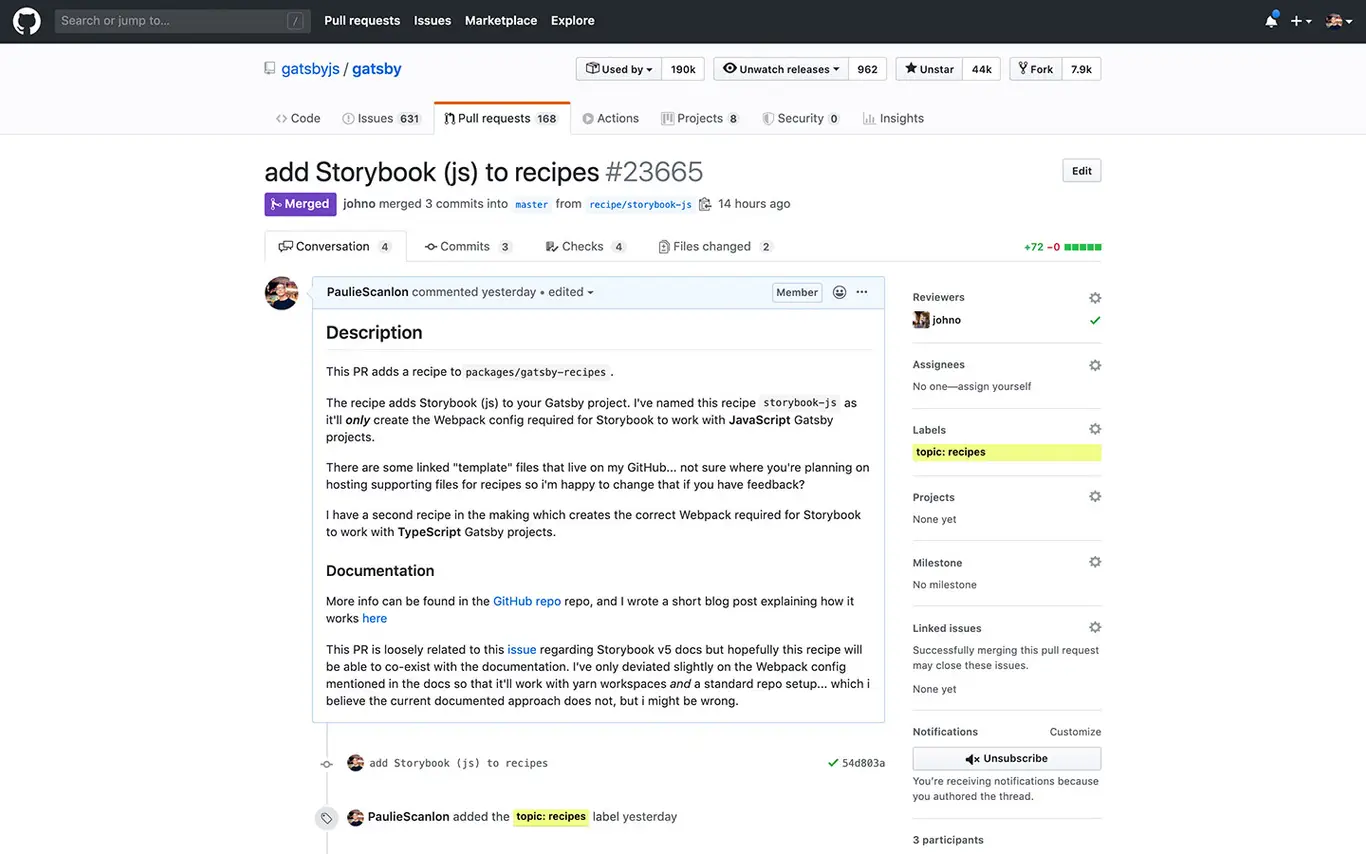 Search or jump to... /
Pull requests Issues Marketplace Explore
gatsbyjs / gatsby
Used by 190k Unwatch releases 962 Unstar 44k Fork 7.9k
Code Issues 631 Pull requests 168 Actions Projects 8 Security 0 Insights
add Storybook (js) to recipes #23665
Edit
Merged johno merged 3 commits into master from recipe/storybook-js 14 hours ago
Conversation 4 Commits 3 Checks 4 Files changed 2
+72 −0
PaulieScanlon commented yesterday • edited
Member
Description
This PR adds a recipe to packages/gatsby-recipes.
The recipe adds Storybook (js) to your Gatsby project. I've named this recipe storybook-js as
it'll only create the Webpack config required for Storybook to work with JavaScript Gatsby
projects.
There are some linked "template" files that live on my GitHub... not sure where you're planning on
hosting supporting files for recipes so i'm happy to change that if you have feedback?
I have a second recipe in the making which creates the correct Webpack required for Storybook
to work with TypeScript Gatsby projects.
Documentation
More info can be found in the GitHub repo repo, and I wrote a short blog post explaining how it
works here
This PR is loosely related to this issue regarding Storybook v5 docs but hopefully this recipe will
be able to co-exist with the documentation. I've only deviated slightly on the Webpack config
mentioned in the docs so that it'll work with yarn workspaces and a standard repo setup... which i
believe the current documented approach does not, but i might be wrong.
add Storybook (js) to recipes
54d803a
PaulieScanlon added the topic: recipes label yesterday
Reviewers
johno
Assignees
No one—assign yourself
Labels
topic: recipes
Projects
None yet
Milestone
No milestone
Linked issues
Successfully merging this pull request
may close these issues.
None yet
Notifications
Customize
Unsubscribe
You're receiving notifications because
you authored the thread.
3 participants